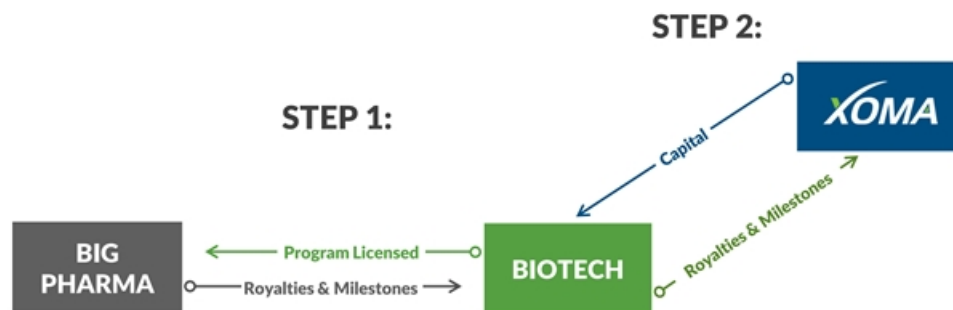 STEP 2:
XOMA
STEP 1:
Capital
Royalties & Milestones
BIG
PHARMA
Program Licensed
Royalties & Milestones
BIOTECH